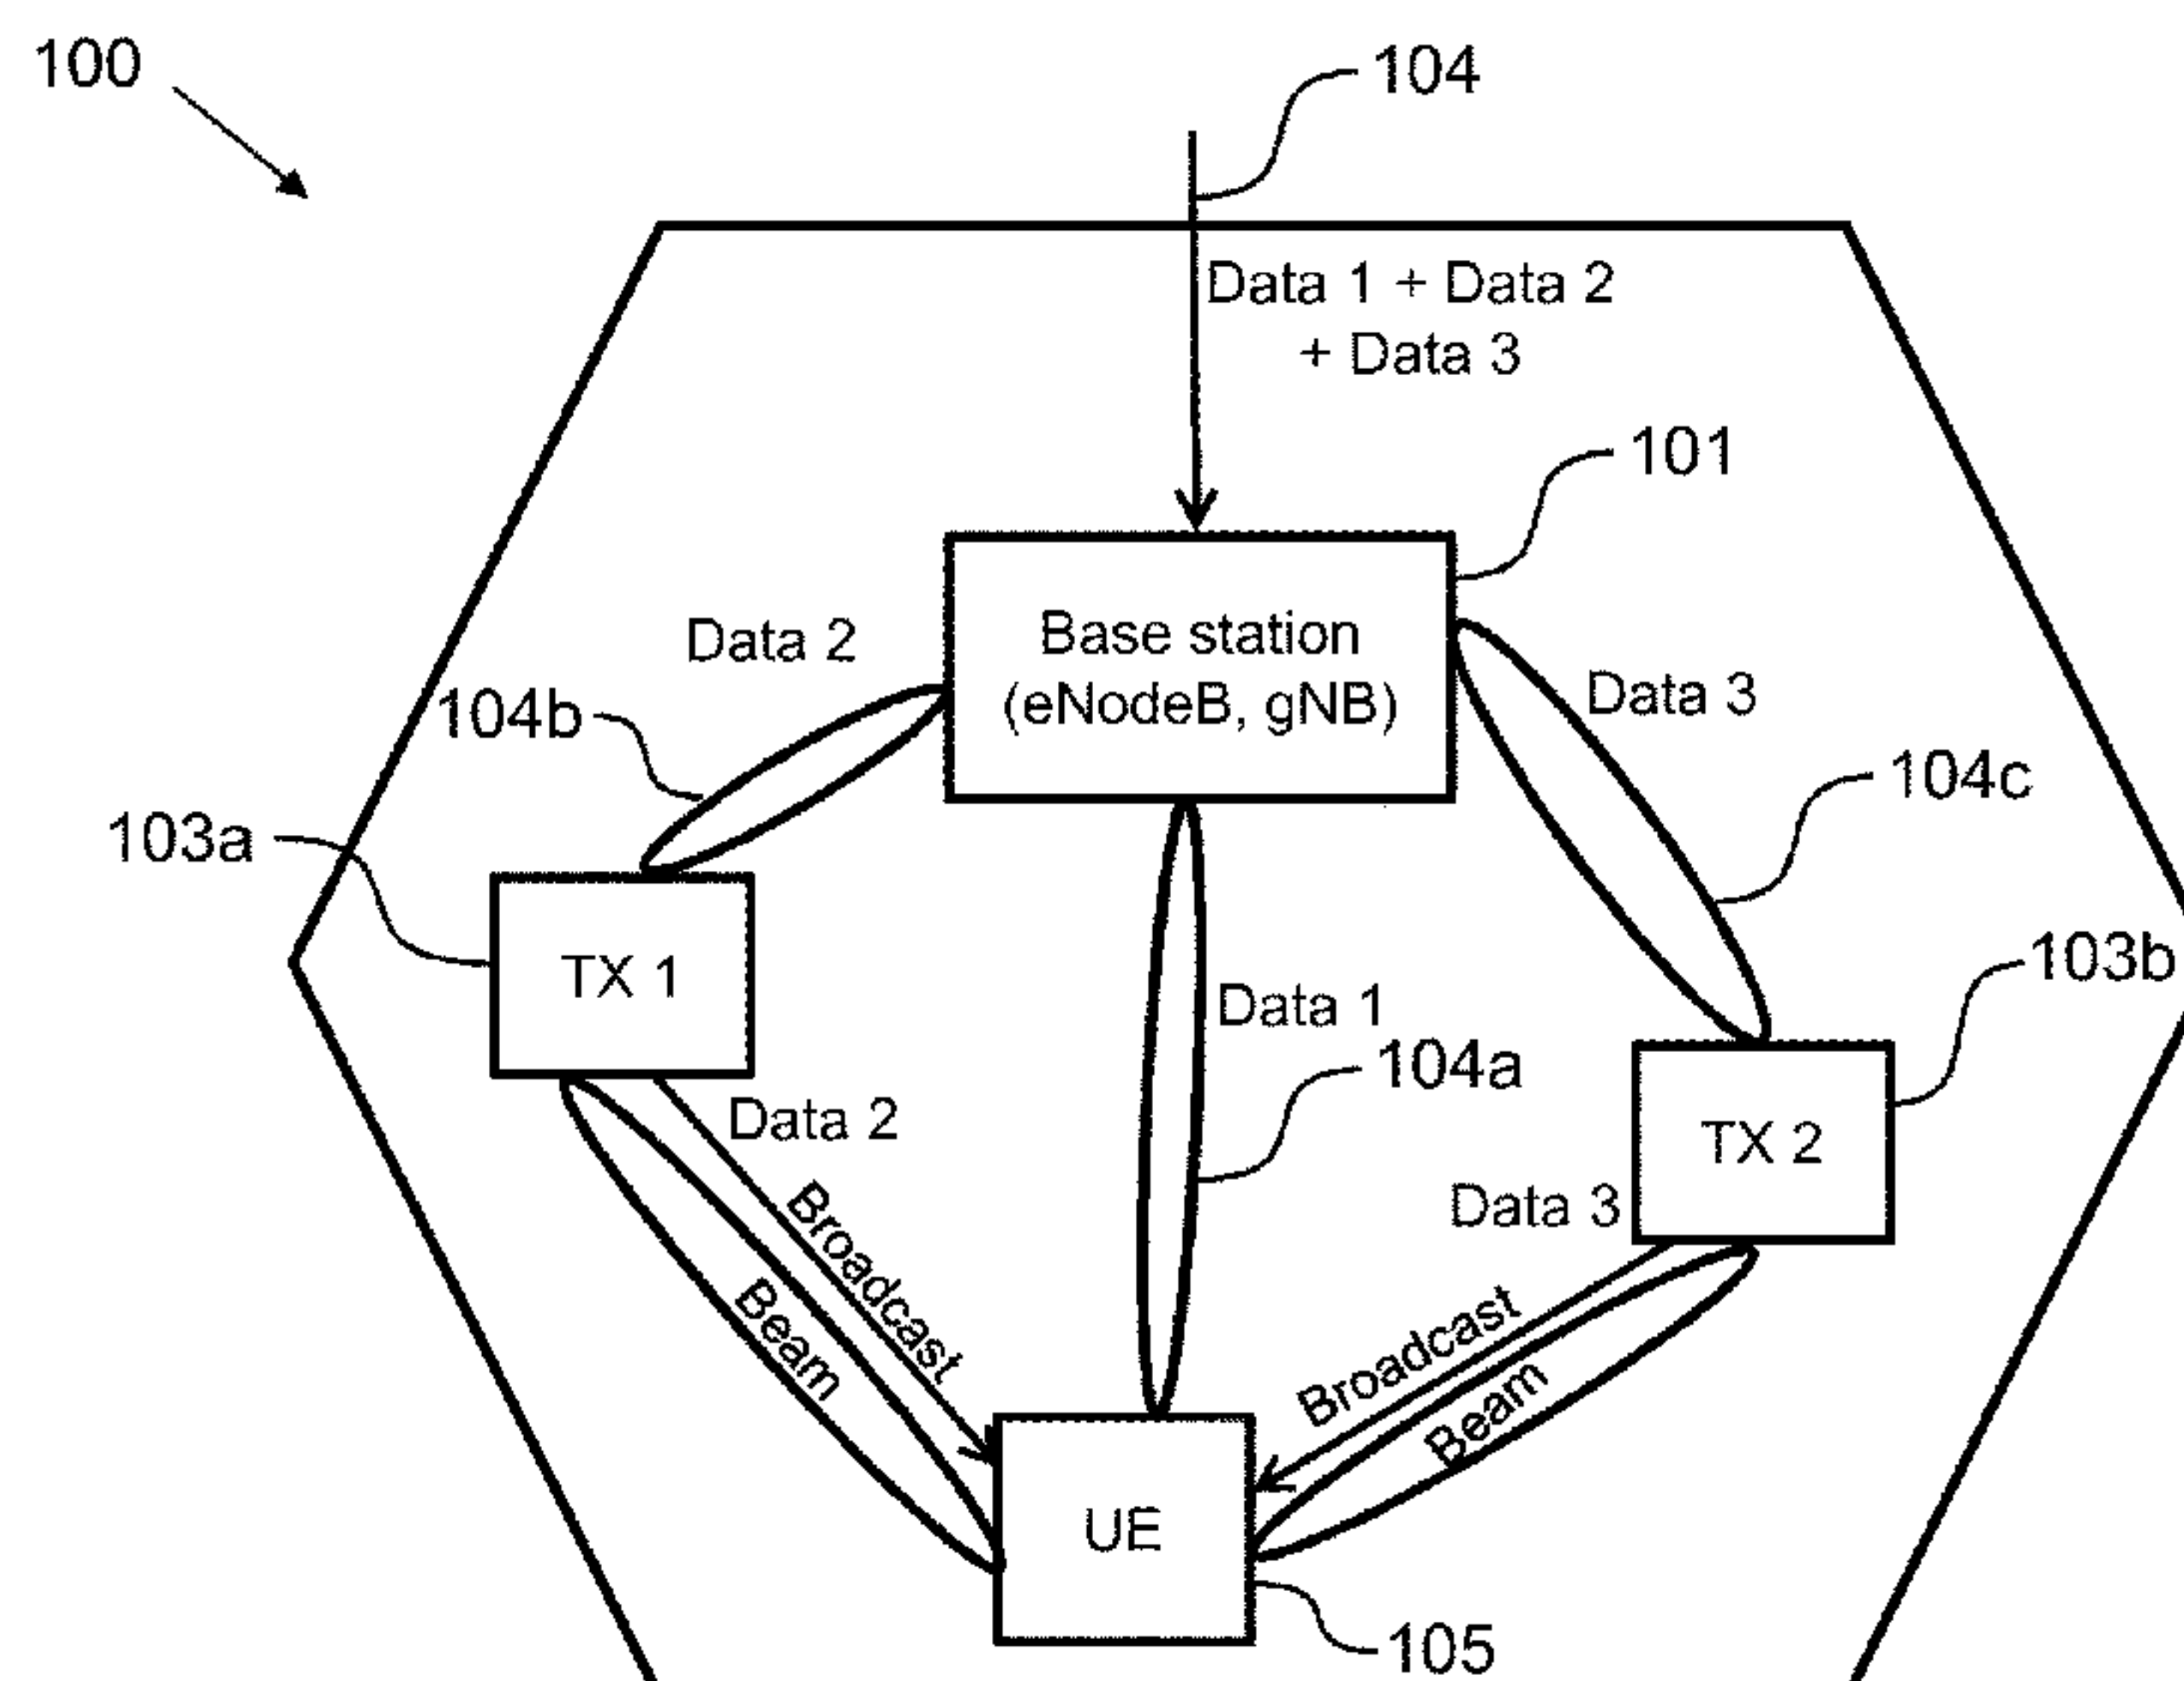 100
104
Data 1 + Data 2
+ Data 3
101
Base station
(eNodeB, gNB)
Data 2
Data 3
104b
104c
103a
TX 1
103b
Data 1
104a
TX 2
Data 2
Data 3
Broadcast
Beam
Broadcast
Beam
UE
105